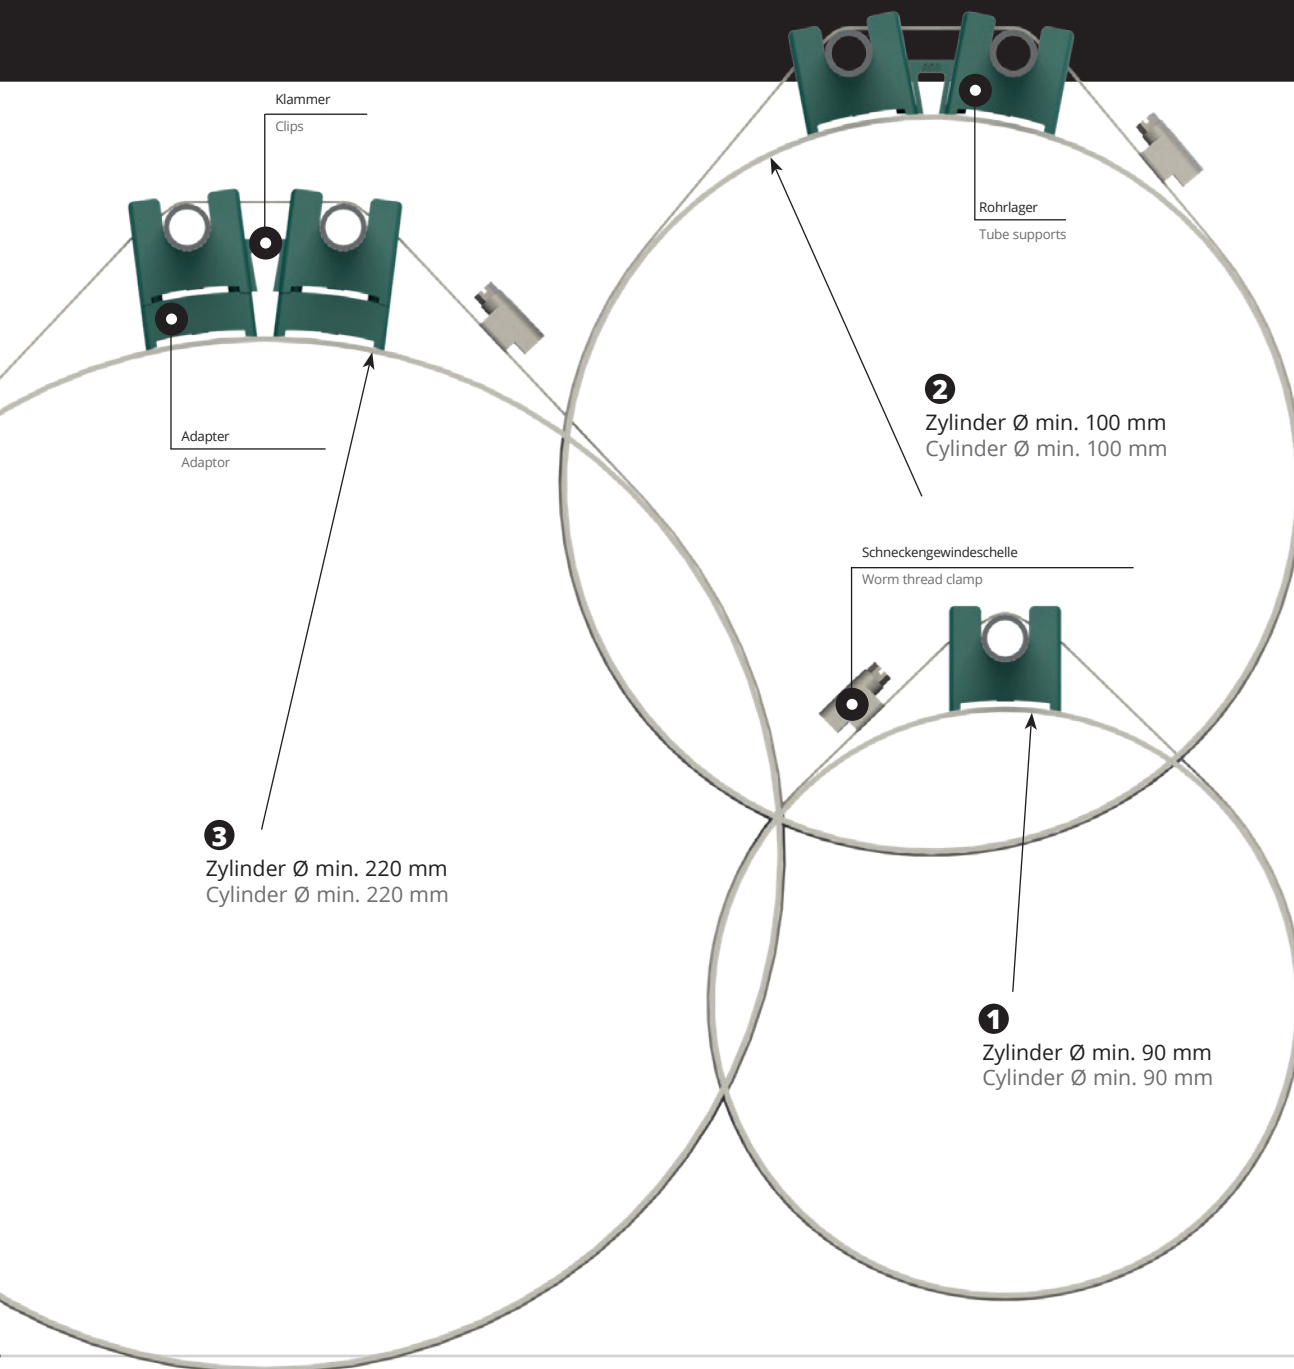 Klammer
Clips
Rohrlager
Tube supports
2
Zylinder Ø min. 100 mm
Cylinder Ø min. 100 mm
Adapter
Adaptor
Schneckengewindeschelle
Worm thread clamp
3
Zylinder Ø min. 220 mm
Cylinder Ø min. 220 mm
1
Zylinder Ø min. 90 mm
Cylinder Ø min. 90 mm